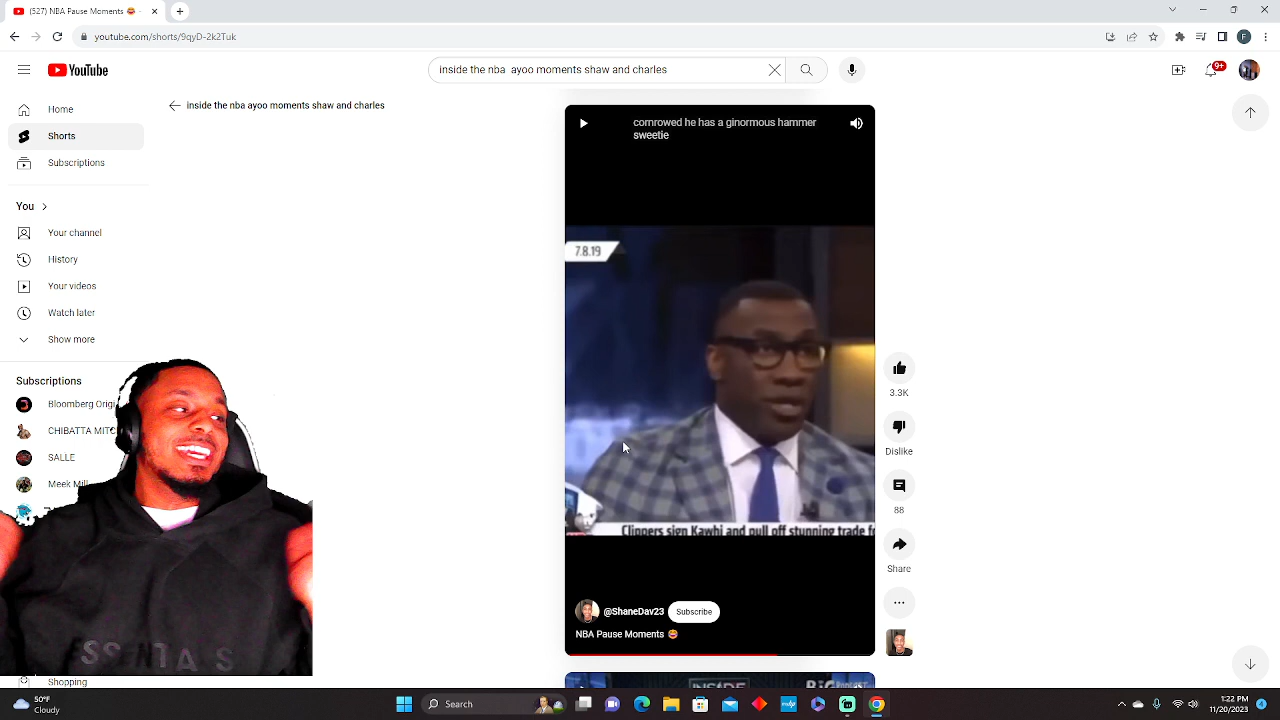 (527) NBA Pause Moments 🤩 -
youtube.com/shorts/9qyD-2k2Tuk
YouTube
inside the nba ayoo moments shaw and charles
9+
Home
inside the nba ayoo moments shaw and charles
Shorts
Subscriptions
You
Your channel
History
Your videos
Watch later
Show more
Subscriptions
Bloomberg Origi
CHIBATTA MIT
SALLE
Meek Mill
Shopping
cornrowed he has a ginormous hammer
sweetie
7.8.19
Clippers sign Kawhi and pull off stunning trade f
@ShaneDav23
Subscribe
NBA Pause Moments 🤩
3.3K
Dislike
88
Share
INSIDE
50°F
Cloudy
Search
1:22 PM
11/20/2023